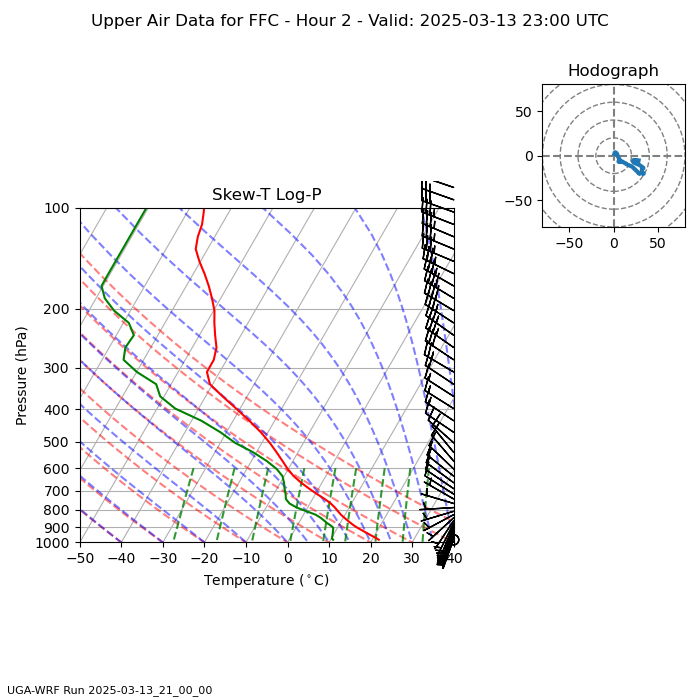 Upper Air Data for FFC - Hour 2 - Valid: 2025-03-13 23:00 UTC
Hodograph
50
0
−50
−50 0 50
Skew-T Log-P
Pressure (hPa)
100
200
300
400
500
600
700
800
900
1000
−50 −40 −30 −20 −10 0 10 20 30 40
Temperature (°C)
UGA-WRF Run 2025-03-13_21_00_00